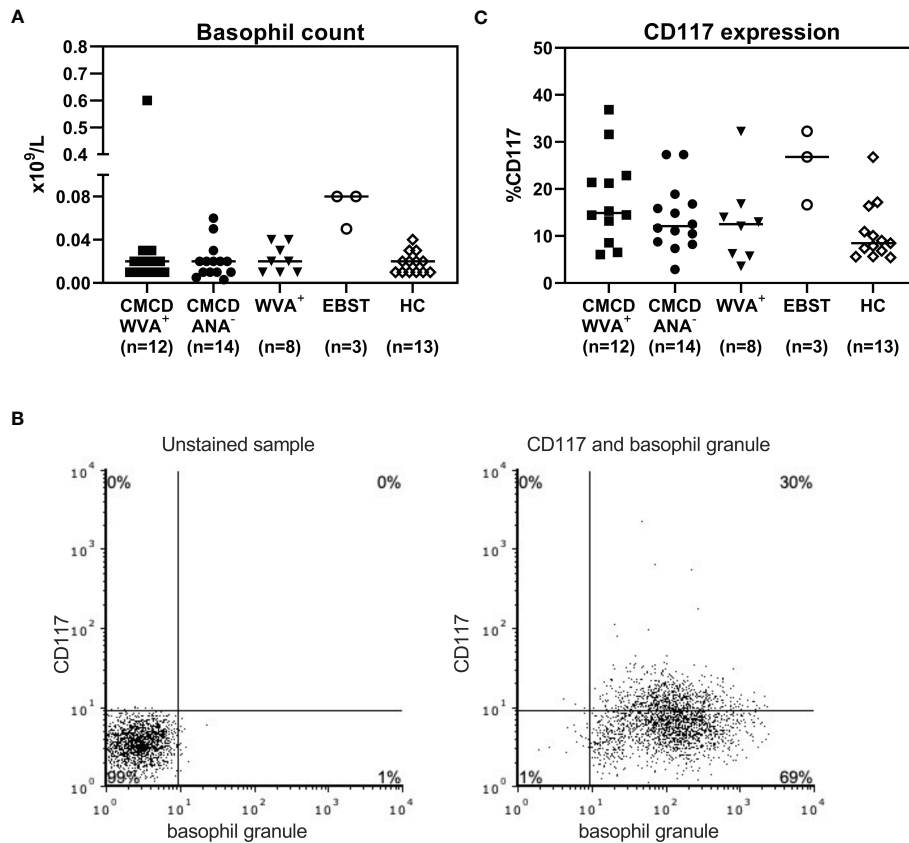 A
Basophil count
x10⁹/L
0.8
0.7
0.6
0.5
0.4
0.08
0.04
0.00
CMCD WVA⁺ (n=12)
CMCD ANA⁻ (n=14)
WVA⁺ (n=8)
EBST (n=3)
HC (n=13)
C
CD117 expression
%CD117
50
40
30
20
10
0
CMCD WVA⁺ (n=12)
CMCD ANA⁻ (n=14)
WVA⁺ (n=8)
EBST (n=3)
HC (n=13)
B
Unstained sample
CD117
10⁴
10³
10²
10¹
10⁰
0% 0%
99% 1%
10⁰ 10¹ 10² 10³ 10⁴
basophil granule
CD117 and basophil granule
CD117
10⁴
10³
10²
10¹
10⁰
0% 30%
1% 69%
10⁰ 10¹ 10² 10³ 10⁴
basophil granule